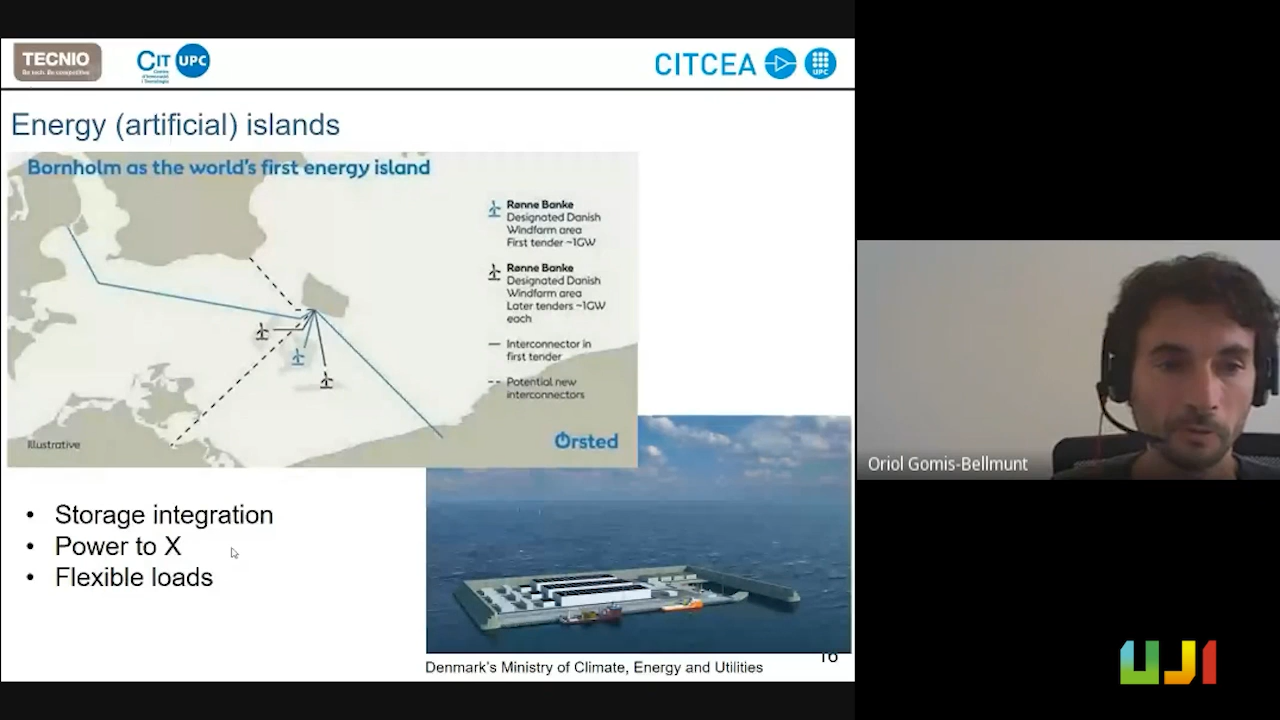 TECNIO
Be tech. Be competitive
CIT UPC
CITCEA UPC
Energy (artificial) islands
Bornholm as the world's first energy island
Rønne Banke
Designated Danish
Windfarm area
First tender ~1GW
Rønne Banke
Designated Danish
Windfarm area
Later tenders ~1GW
each
Interconnector in
first tender
Potential new
interconnectors
Illustrative
Ørsted
• Storage integration
• Power to X
• Flexible loads
16
Denmark's Ministry of Climate, Energy and Utilities
Oriol Gomis-Bellmunt
UJI